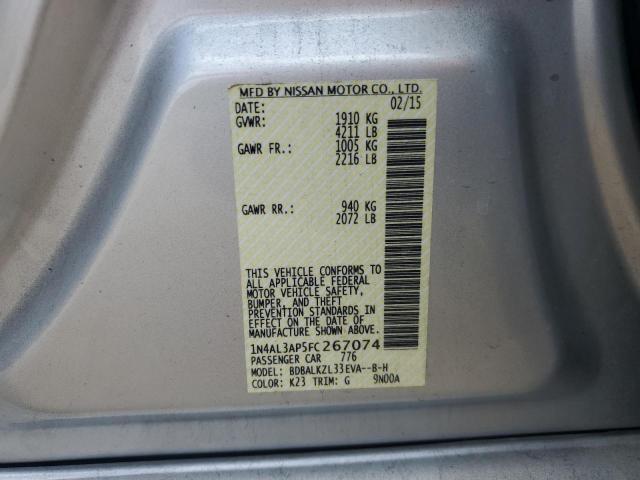 MFD BY NISSAN MOTOR CO., LTD.
DATE: 02/15
GVWR: 1910 KG
4211 LB
GAWR FR.: 1005 KG
2216 LB
GAWR RR.: 940 KG
2072 LB
THIS VEHICLE CONFORMS TO
ALL APPLICABLE FEDERAL
MOTOR VEHICLE SAFETY,
BUMPER, AND THEFT
PREVENTION STANDARDS IN
EFFECT ON THE DATE OF
MANUFACTURE SHOWN ABOVE.
1N4AL3AP5FC267074
PASSENGER CAR 776
MODEL: BDBALKZL33EVA--B-H
COLOR: K23 TRIM: G 9N00A